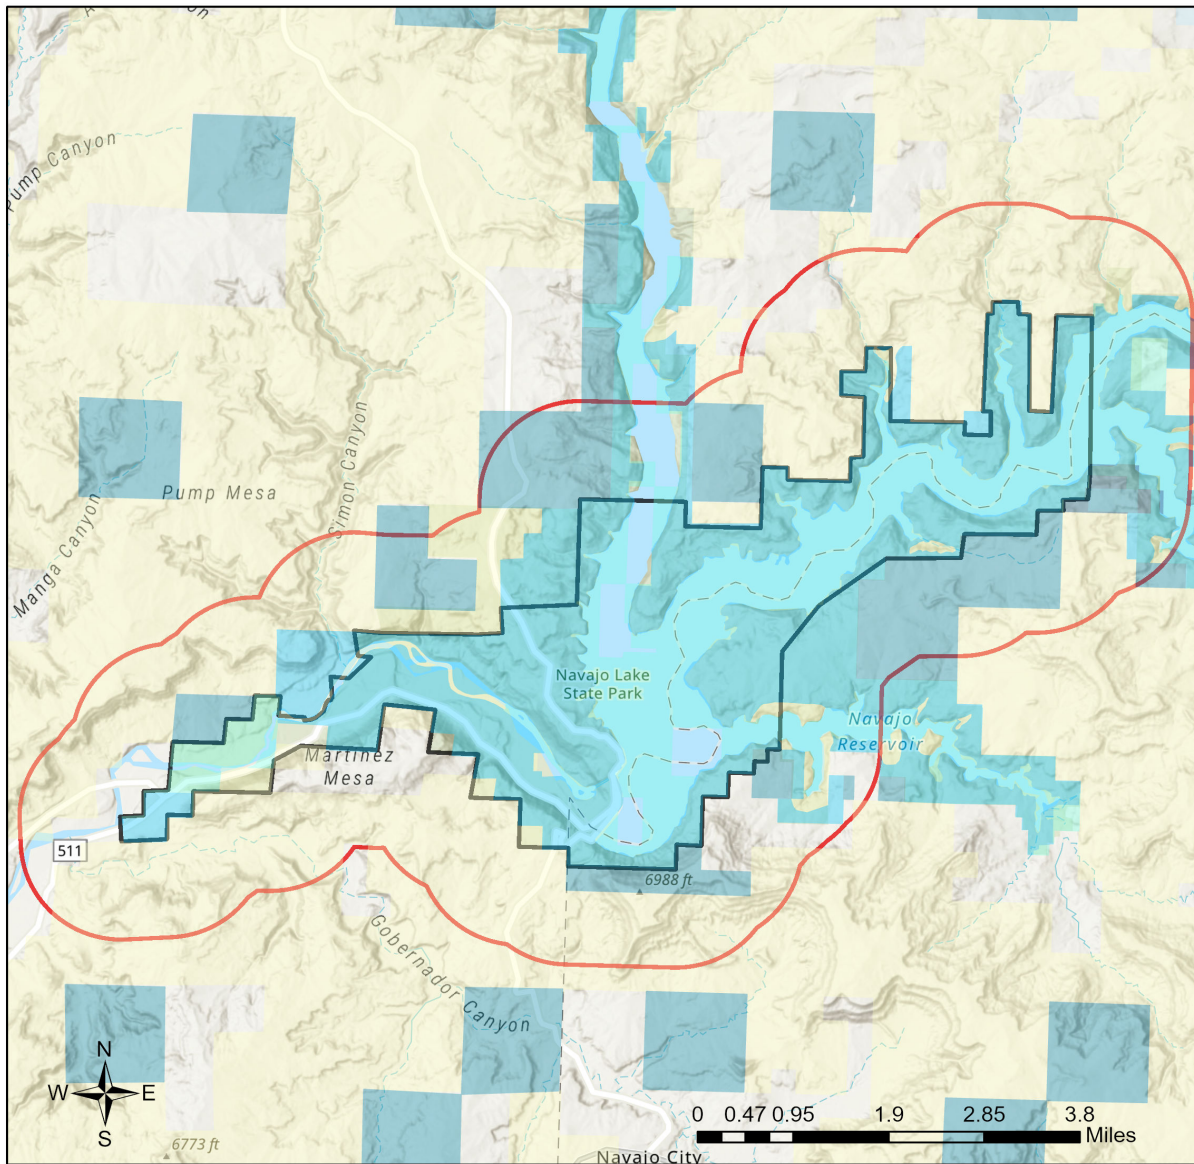 Canyon
Pump Canyon
Simon Canyon
Pump Mesa
Manga Canyon
Navajo Lake
State Park
Navajo
Reservoir
Martinez
Mesa
511
6988 ft
Gobernador Canyon
N
W E
S
0 0.47 0.95 1.9 2.85 3.8
Miles
6773 ft
Navajo City